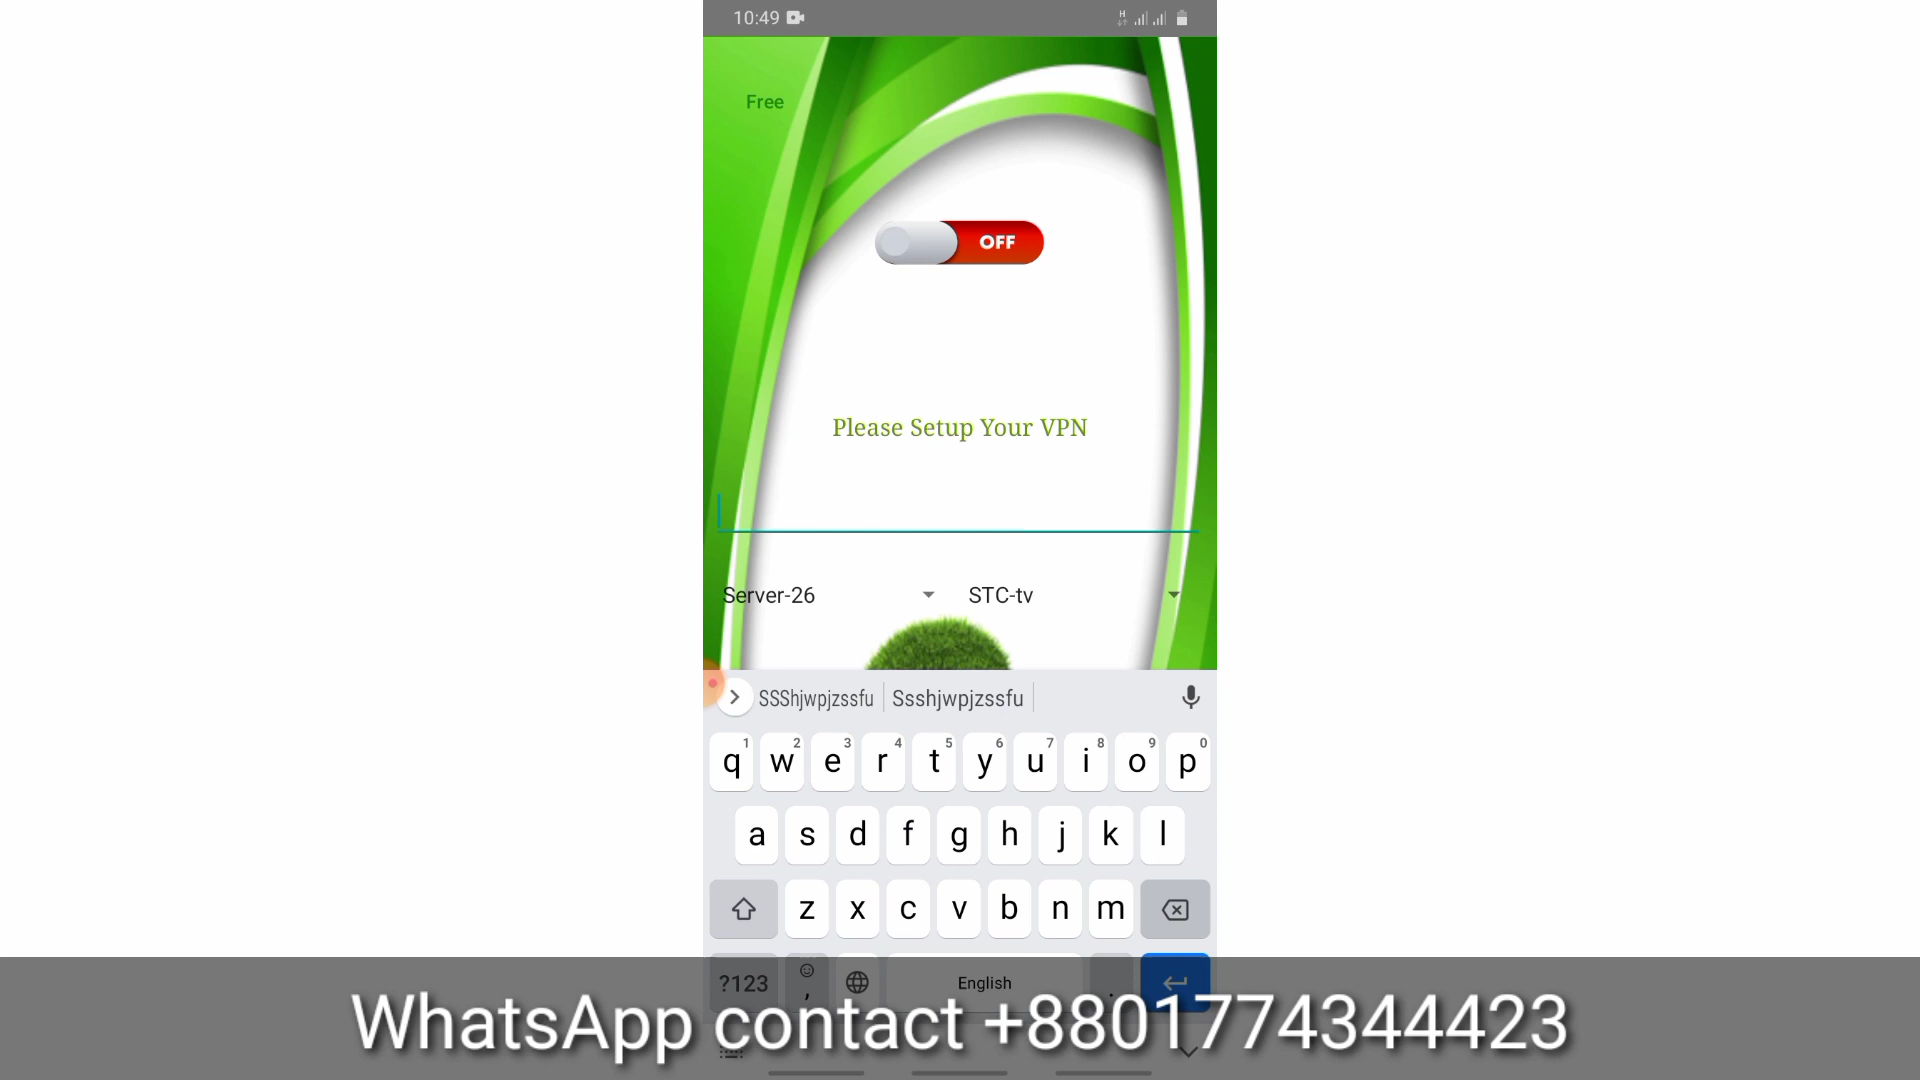 10:49
H
Free
OFF
Please Setup Your VPN
Server-26 STC-tv
SSShjwpjzssfu Ssshjwpjzssfu
q 1 w 2 e 3 r 4 t 5 y 6 u 7 i 8 o 9 p 0
a s d f g h j k l
z x c v b n m
?123 , English .
WhatsApp contact +8801774344423